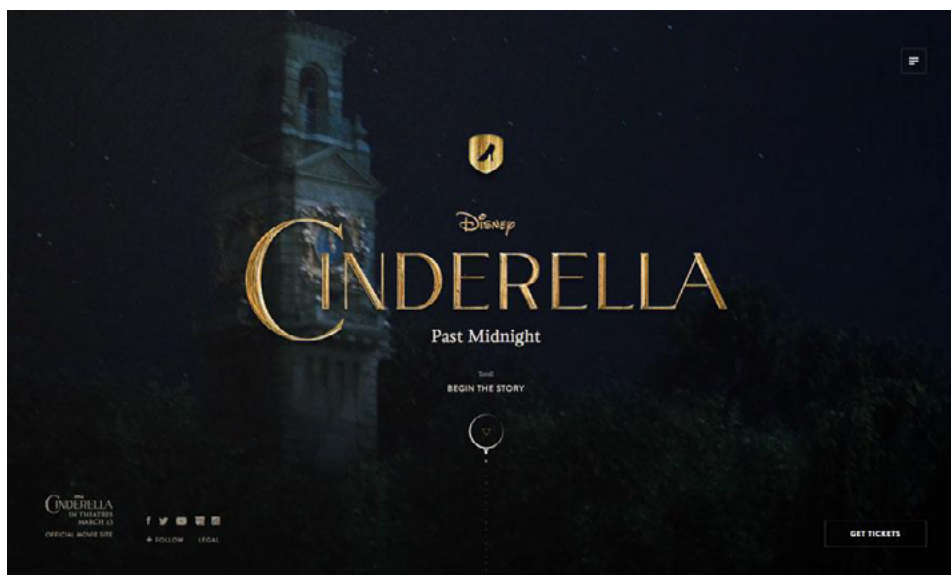 Disney
CINDERELLA
Past Midnight
Scroll
BEGIN THE STORY
Disney
CINDERELLA
IN THEATRES
MARCH 13
OFFICIAL MOVIE SITE
+ FOLLOW LEGAL
GET TICKETS